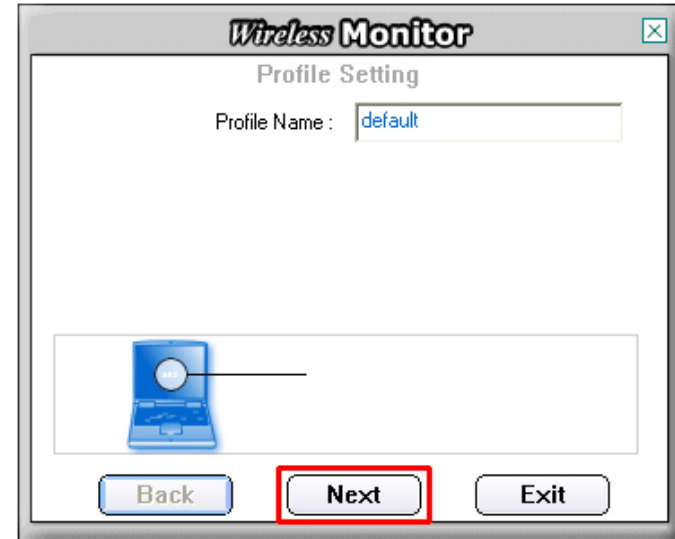 Wireless Monitor
Profile Setting
Profile Name : default
Back Next Exit